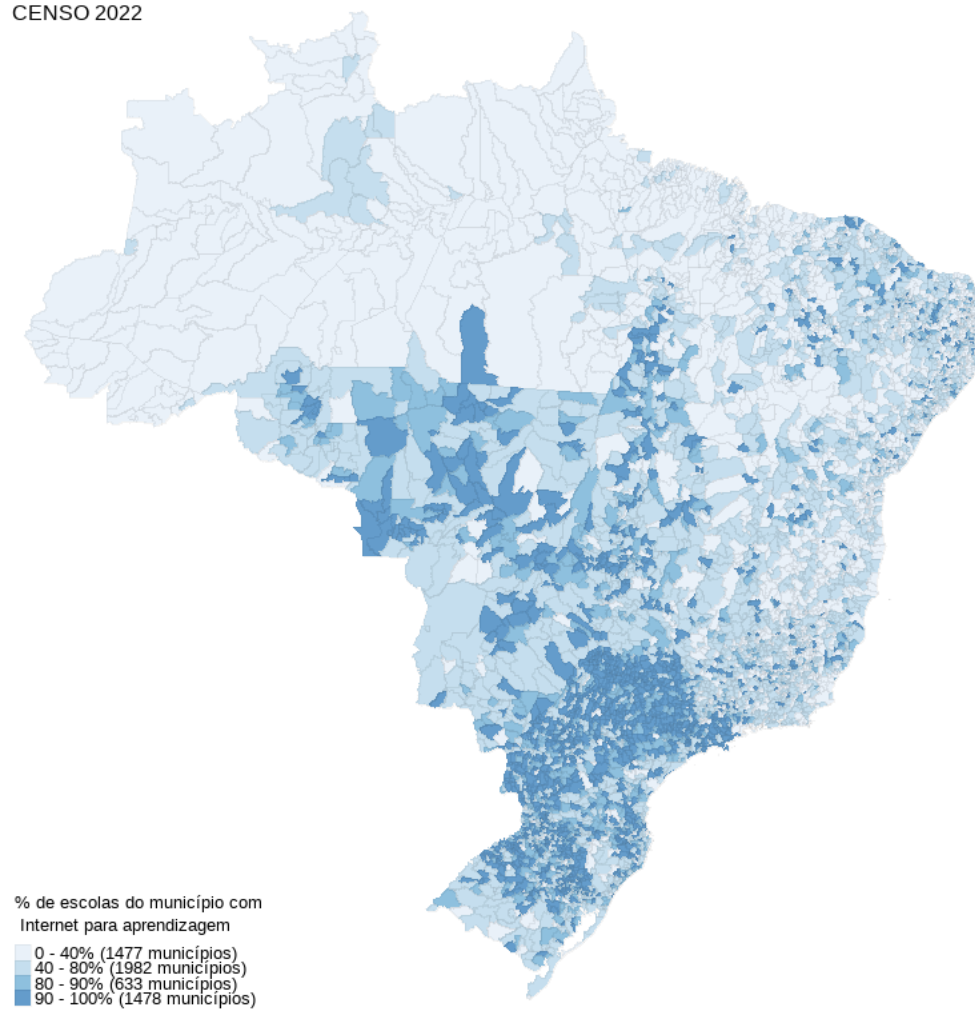 CENSO 2022
% de escolas do município com
Internet para aprendizagem
0 - 40% (1477 municípios)
40 - 80% (1982 municípios)
80 - 90% (633 municípios)
90 - 100% (1478 municípios)